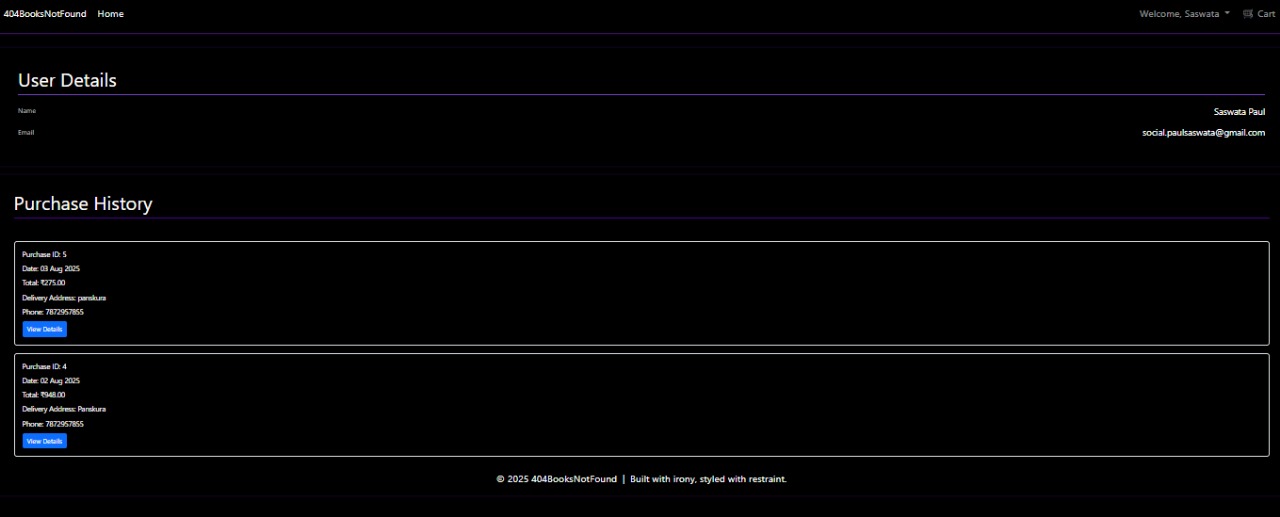 404BooksNotFound Home Welcome, Saswata Cart
User Details
Name Saswata Paul
Email social.paulsaswata@gmail.com
Purchase History
Purchase ID: 5
Date: 03 Aug 2025
Total: ₹275.00
Delivery Address: panskura
Phone: 7872957855
View Details
Purchase ID: 4
Date: 02 Aug 2025
Total: ₹948.00
Delivery Address: Panskura
Phone: 7872957855
View Details
© 2025 404BooksNotFound | Built with irony, styled with restraint.